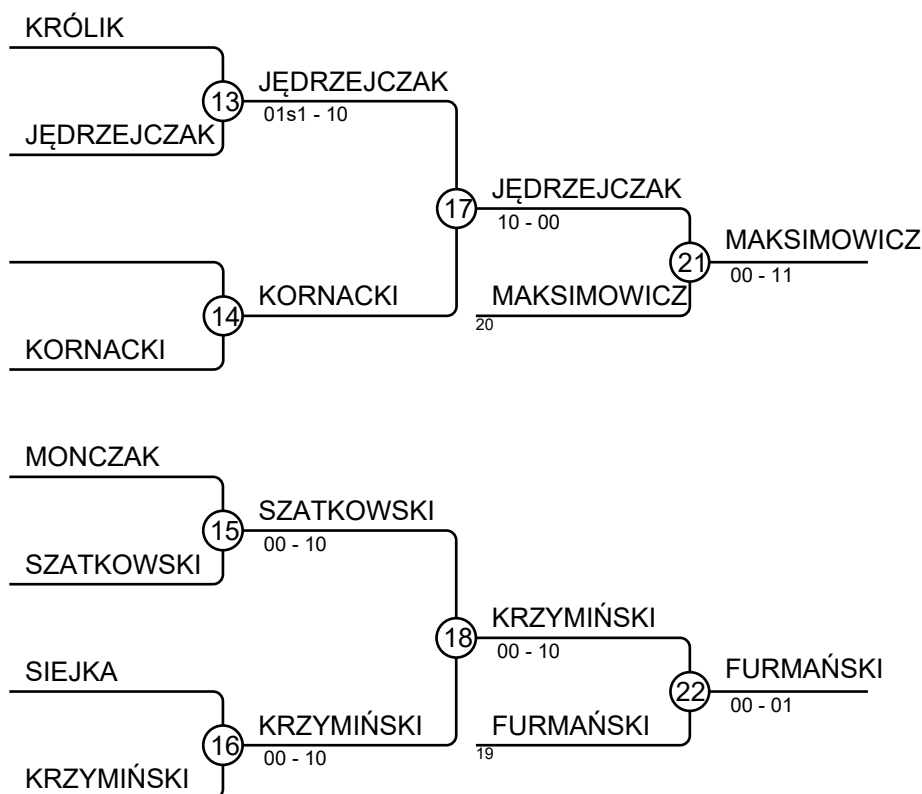 KRÓLIK
13
JĘDRZEJCZAK
01s1 - 10
JĘDRZEJCZAK
17
JĘDRZEJCZAK
10 - 00
21
MAKSIMOWICZ
00 - 11
14
KORNACKI
MAKSIMOWICZ
20
KORNACKI
MONCZAK
15
SZATKOWSKI
00 - 10
SZATKOWSKI
18
KRZYMIŃSKI
00 - 10
SIEJKA
22
FURMAŃSKI
00 - 01
16
KRZYMIŃSKI
00 - 10
FURMAŃSKI
19
KRZYMIŃSKI